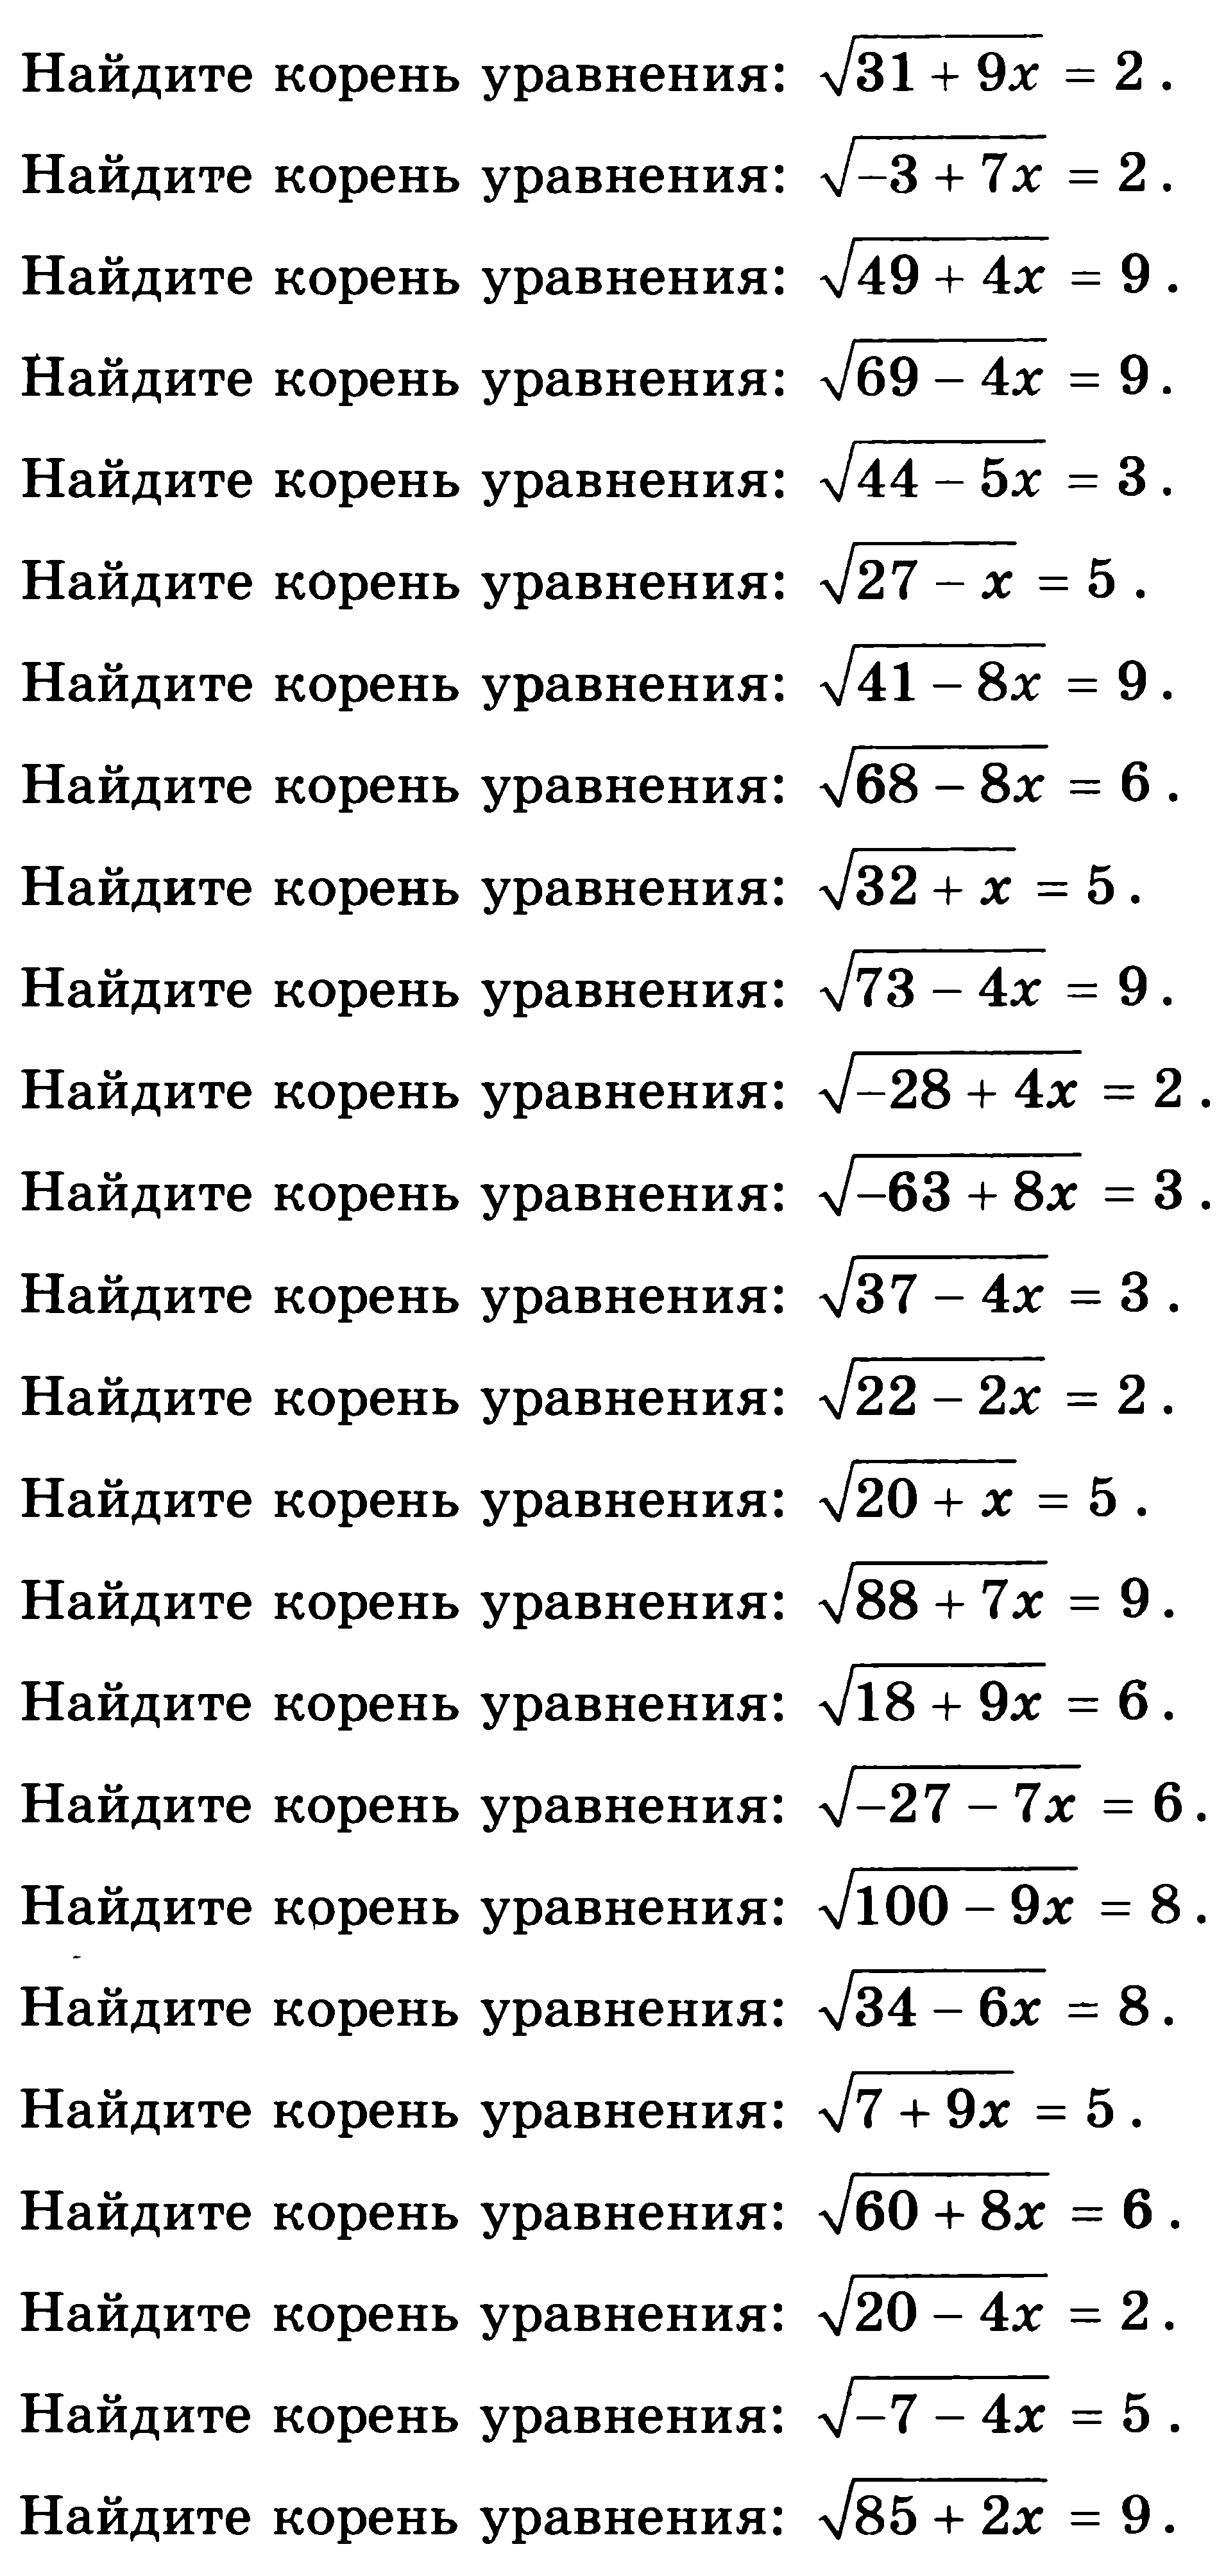 Найдите корень уравнения: √(31 + 9x) = 2.
Найдите корень уравнения: √(−3 + 7x) = 2.
Найдите корень уравнения: √(49 + 4x) = 9.
Найдите корень уравнения: √(69 − 4x) = 9.
Найдите корень уравнения: √(44 − 5x) = 3.
Найдите корень уравнения: √(27 − x) = 5.
Найдите корень уравнения: √(41 − 8x) = 9.
Найдите корень уравнения: √(68 − 8x) = 6.
Найдите корень уравнения: √(32 + x) = 5.
Найдите корень уравнения: √(73 − 4x) = 9.
Найдите корень уравнения: √(−28 + 4x) = 2.
Найдите корень уравнения: √(−63 + 8x) = 3.
Найдите корень уравнения: √(37 − 4x) = 3.
Найдите корень уравнения: √(22 − 2x) = 2.
Найдите корень уравнения: √(20 + x) = 5.
Найдите корень уравнения: √(88 + 7x) = 9.
Найдите корень уравнения: √(18 + 9x) = 6.
Найдите корень уравнения: √(−27 − 7x) = 6.
Найдите корень уравнения: √(100 − 9x) = 8.
Найдите корень уравнения: √(34 − 6x) = 8.
Найдите корень уравнения: √(7 + 9x) = 5.
Найдите корень уравнения: √(60 + 8x) = 6.
Найдите корень уравнения: √(20 − 4x) = 2.
Найдите корень уравнения: √(−7 − 4x) = 5.
Найдите корень уравнения: √(85 + 2x) = 9.